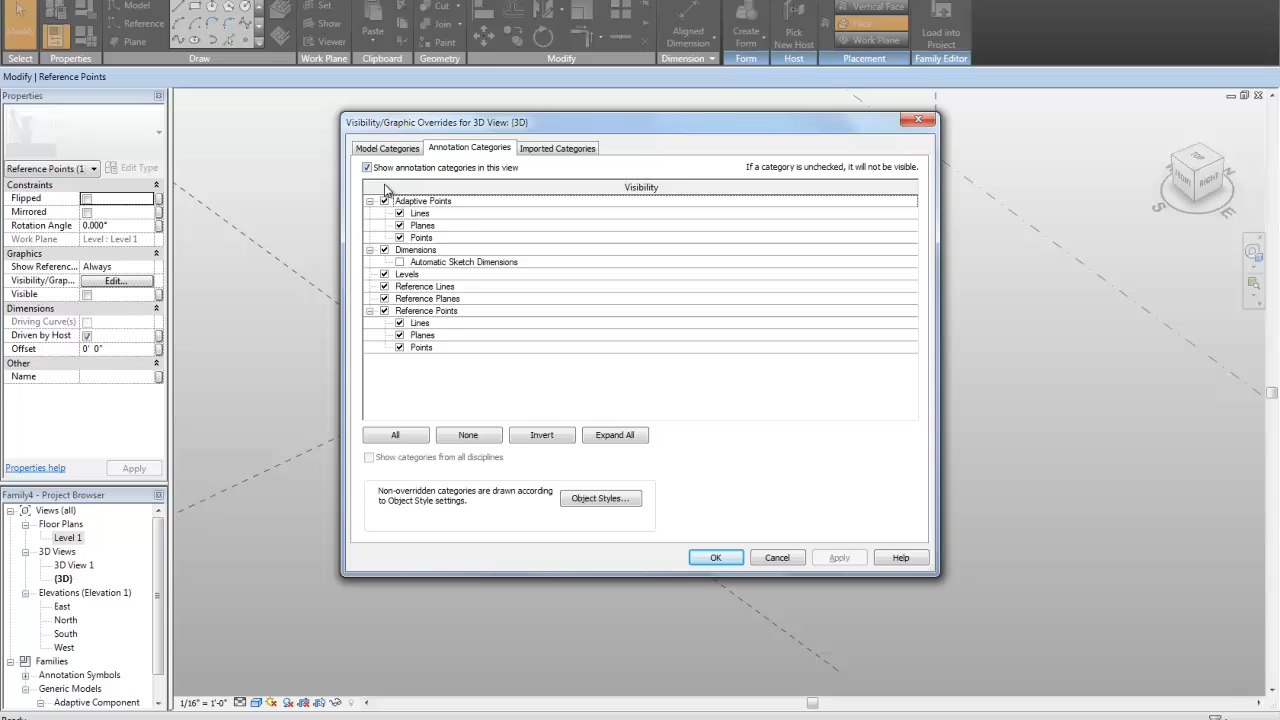 Model
Reference
Plane
Set
Show
Viewer
Paste
Cut
Join
Paint
Aligned
Dimension
Create
Form
Pick
New Host
Vertical Face
Face
Work Plane
Load into
Project
Modify
Select
Properties
Draw
Work Plane
Clipboard
Geometry
Modify
Dimension
Form
Host
Placement
Family Editor
Modify | Reference Points
Properties
Reference Points (1
Edit Type
Constraints
Flipped
Mirrored
Rotation Angle 0.000°
Work Plane Level : Level 1
Graphics
Show Referenc... Always
Visibility/Grap... Edit...
Visible
Dimensions
Driving Curve(s)
Driven by Host
Offset 0' 0"
Other
Name
Properties help
Apply
Family4 - Project Browser
Views (all)
Floor Plans
Level 1
3D Views
3D View 1
{3D}
Elevations (Elevation 1)
East
North
South
West
Families
Annotation Symbols
Generic Models
Adaptive Component
Visibility/Graphic Overrides for 3D View: {3D}
Model Categories
Annotation Categories
Imported Categories
Show annotation categories in this view
If a category is unchecked, it will not be visible.
Visibility
Adaptive Points
Lines
Planes
Points
Dimensions
Automatic Sketch Dimensions
Levels
Reference Lines
Reference Planes
Reference Points
Lines
Planes
Points
All
None
Invert
Expand All
Show categories from all disciplines
Non-overridden categories are drawn according
to Object Style settings.
Object Styles...
OK
Cancel
Apply
Help
TOP
FRONT
RIGHT
N
S
E
1/16" = 1'-0"